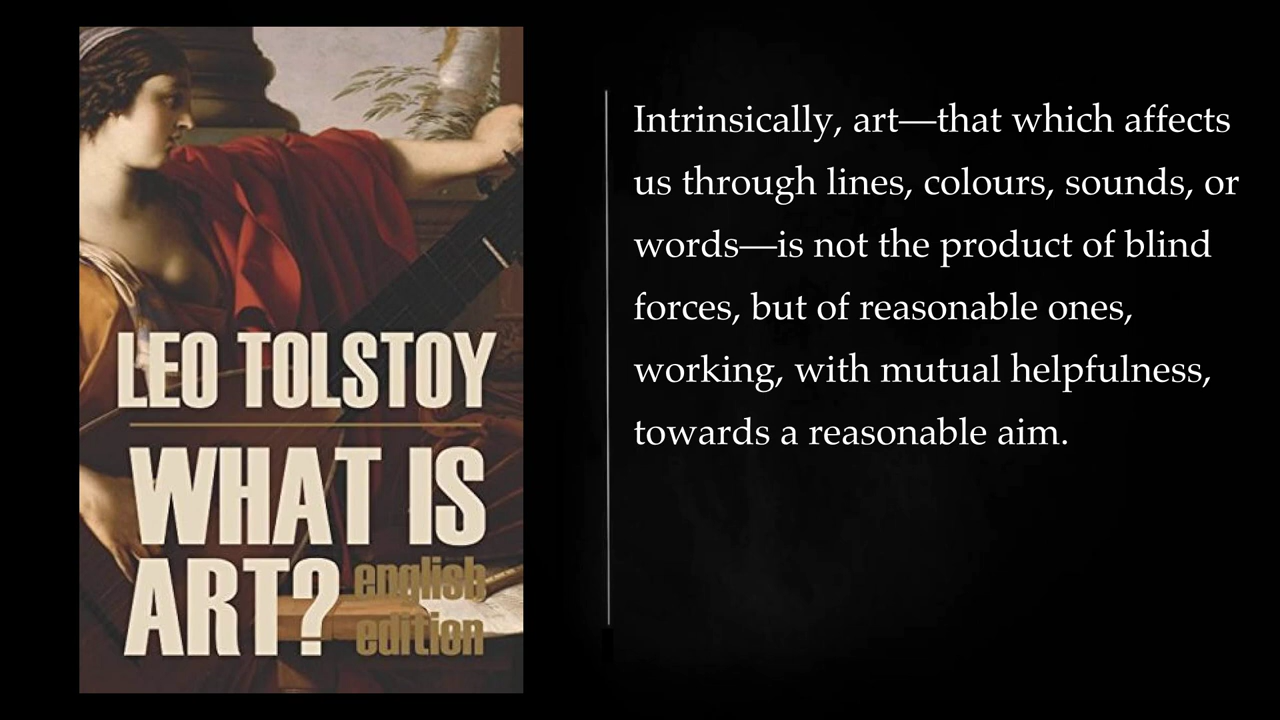 LEO TOLSTOY
WHAT IS
ART? english
edition
Intrinsically, art—that which affects
us through lines, colours, sounds, or
words—is not the product of blind
forces, but of reasonable ones,
working, with mutual helpfulness,
towards a reasonable aim.